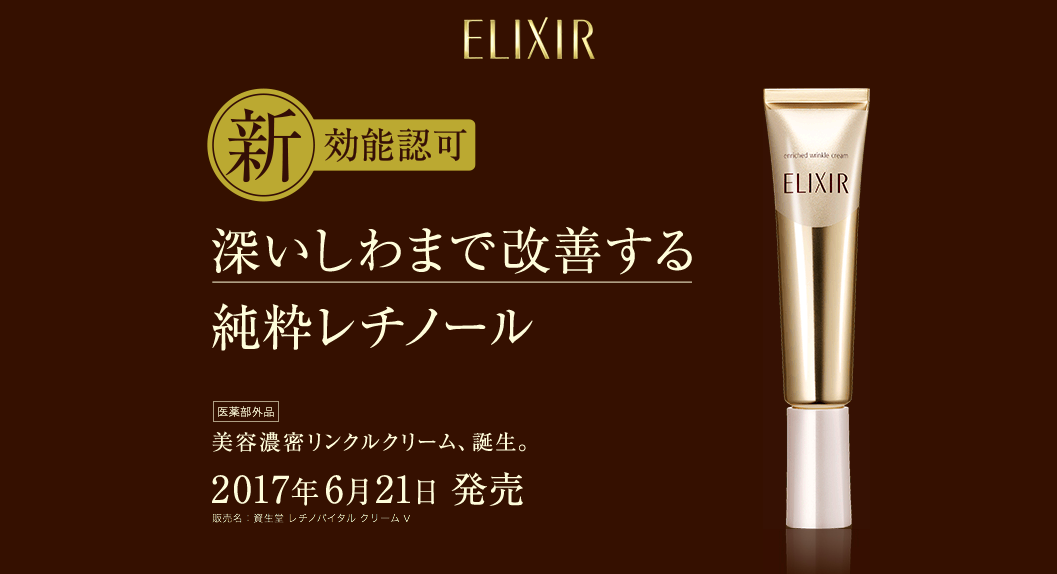 ELIXIR
新 効能認可
深いしわまで改善する
純粋レチノール
医薬部外品
美容濃密リンクルクリーム、誕生。
2017年6月21日 発売
販売名：資生堂 レチノバイタル クリーム V
enriched wrinkle cream
ELIXIR